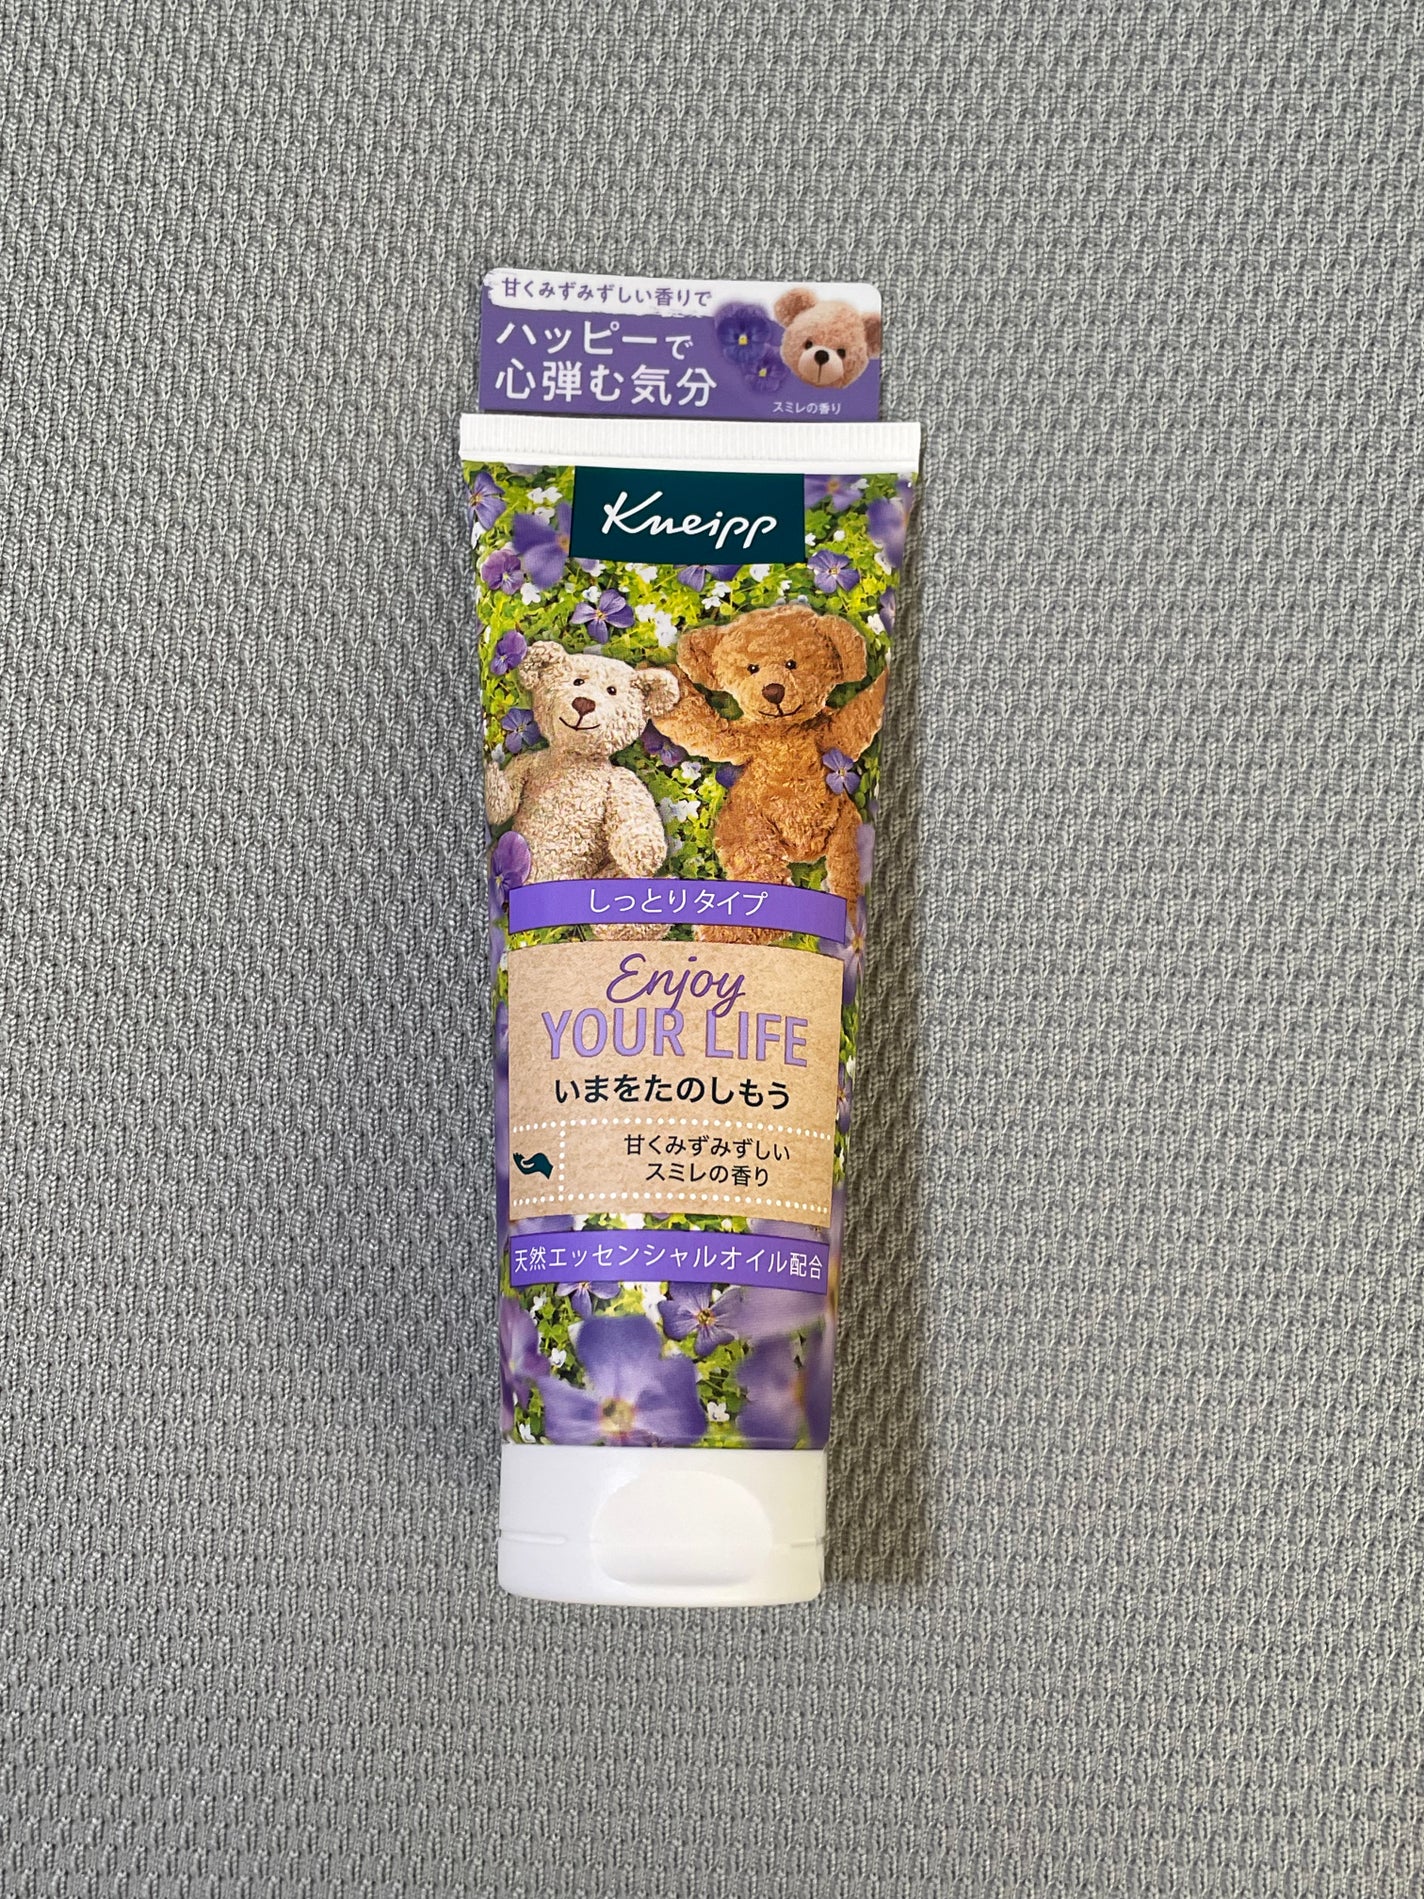 甘くみずみずしい香りで
ハッピーで
心弾む気分
スミレの香り
Kneipp
しっとりタイプ
Enjoy
YOUR LIFE
いまをたのしもう
甘くみずみずしい
スミレの香り
天然エッセンシャルオイル配合